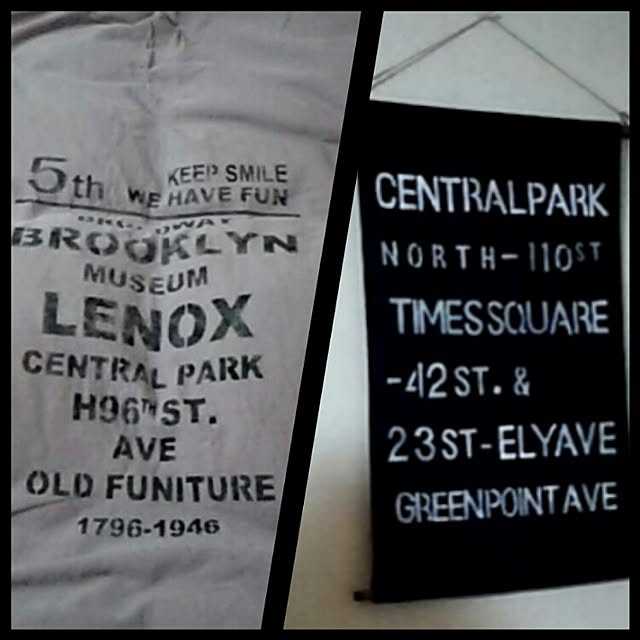 5th KEEP SMILE
WE HAVE FUN
BROADWAY
BROOKLYN
MUSEUM
LENOX
CENTRAL PARK
H96TH ST.
AVE
OLD FUNITURE
1796-1946
CENTRALPARK
NORTH-110ST
TIMESSQUARE
-42ST. &
23ST-ELYAVE
GREENPOINTAVE